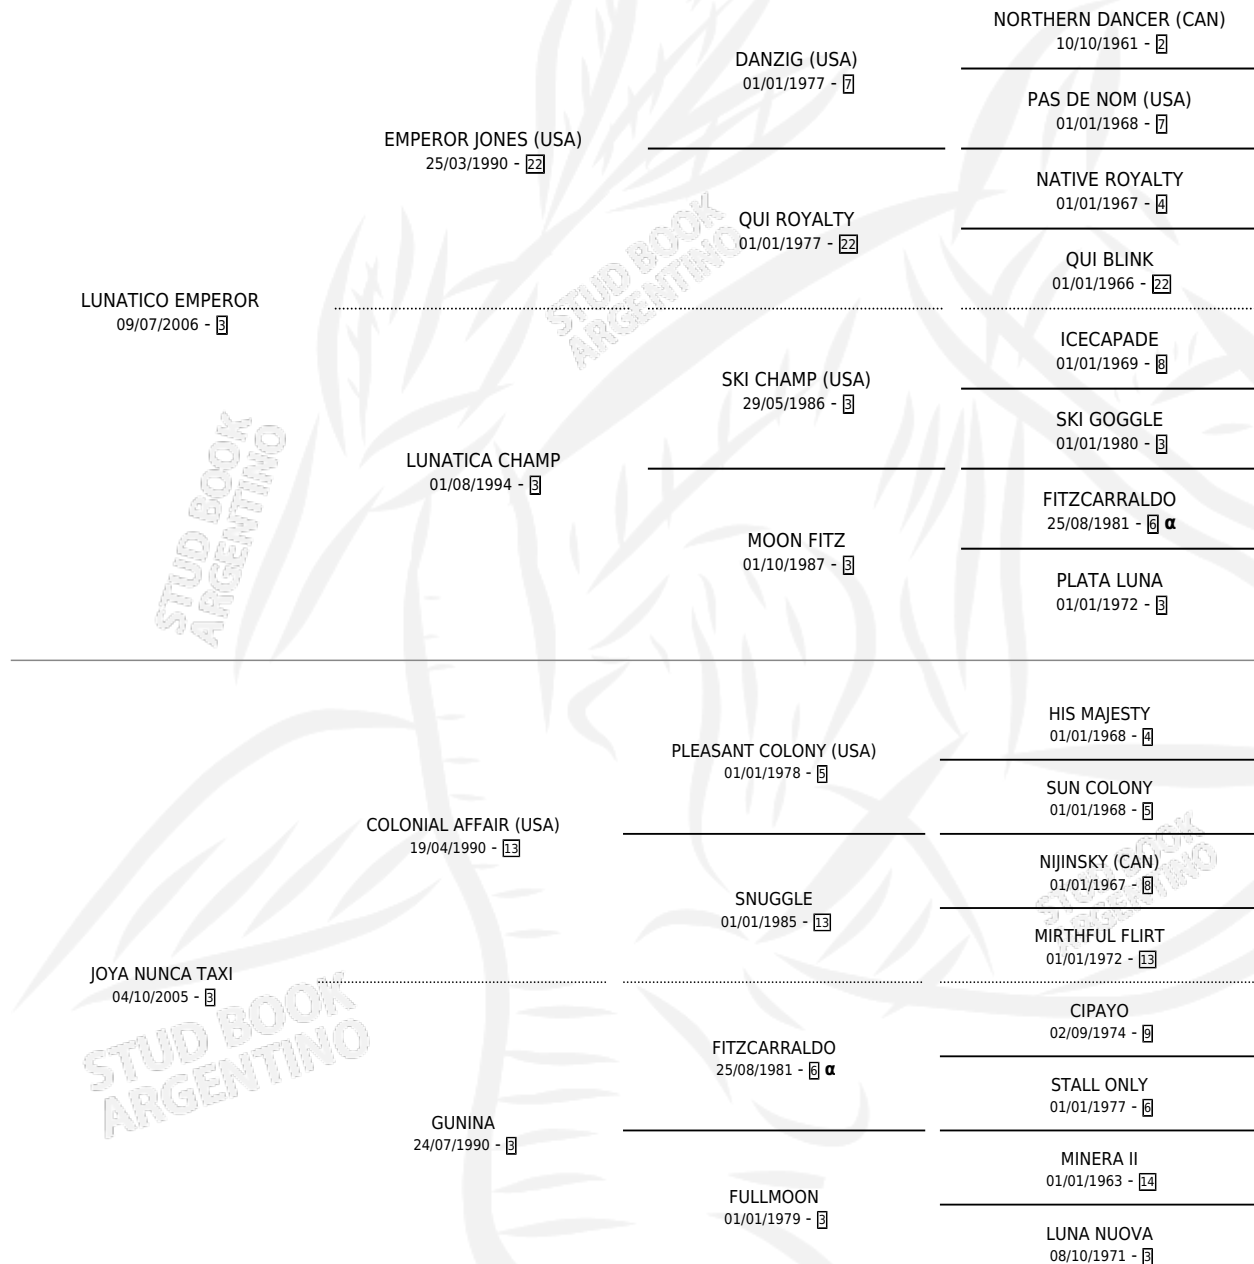 NORTHERN DANCER (CAN)
10/10/1961 - 2
DANZIG (USA)
01/01/1977 - 7
PAS DE NOM (USA)
01/01/1968 - 7
EMPEROR JONES (USA)
25/03/1990 - 22
NATIVE ROYALTY
01/01/1967 - 4
QUI ROYALTY
01/01/1977 - 22
QUI BLINK
01/01/1966 - 22
LUNATICO EMPEROR
09/07/2006 - 3
ICECAPADE
01/01/1969 - 8
SKI CHAMP (USA)
29/05/1986 - 3
SKI GOGGLE
01/01/1980 - 3
LUNATICA CHAMP
01/08/1994 - 3
FITZCARRALDO
25/08/1981 - 6 α
MOON FITZ
01/10/1987 - 3
PLATA LUNA
01/01/1972 - 3
HIS MAJESTY
01/01/1968 - 4
PLEASANT COLONY (USA)
01/01/1978 - 5
SUN COLONY
01/01/1968 - 5
COLONIAL AFFAIR (USA)
19/04/1990 - 13
NIJINSKY (CAN)
01/01/1967 - 8
SNUGGLE
01/01/1985 - 13
MIRTHFUL FLIRT
01/01/1972 - 13
JOYA NUNCA TAXI
04/10/2005 - 3
CIPAYO
02/09/1974 - 9
FITZCARRALDO
25/08/1981 - 6 α
STALL ONLY
01/01/1977 - 6
GUNINA
24/07/1990 - 3
MINERA II
01/01/1963 - 14
FULLMOON
01/01/1979 - 3
LUNA NUOVA
08/10/1971 - 3
STUD BOOK
ARGENTINO
STUD BOOK
ARGENTINO
STUD BOOK
ARGENTINO
STUD BOOK
ARGENTINO